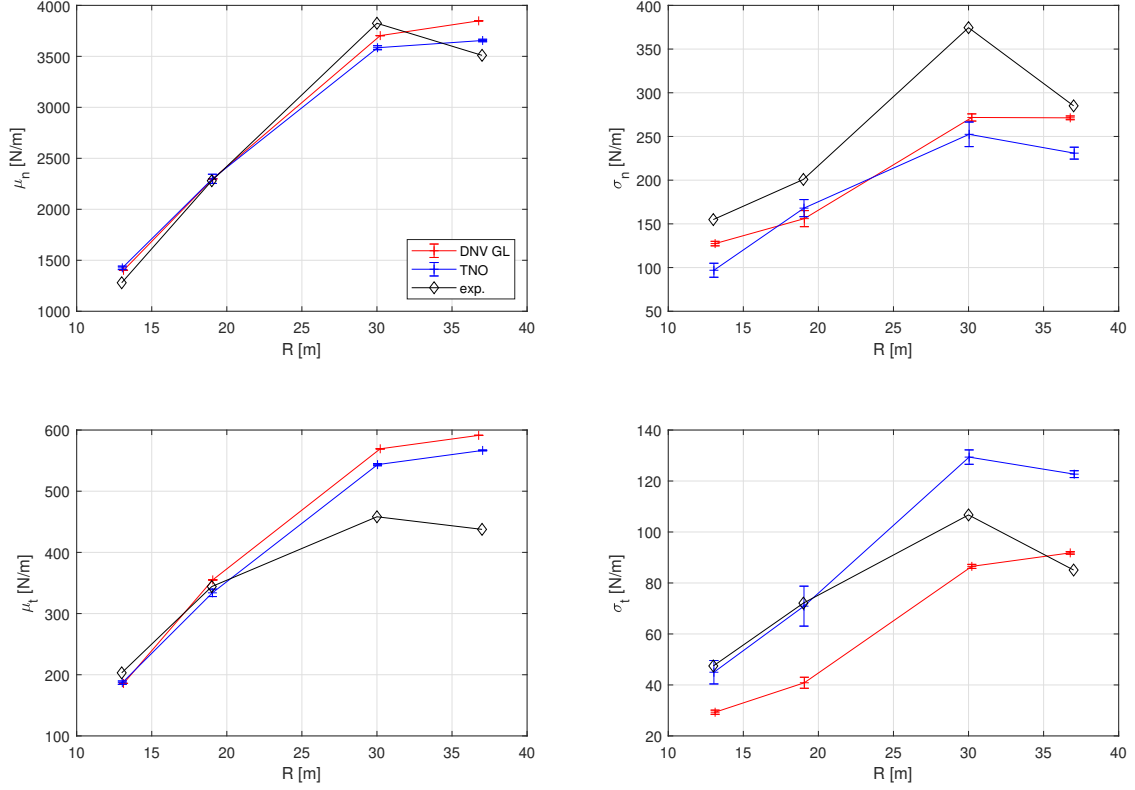 4000
3500
3000
2500
2000
1500
1000
μn [N/m]
10 15 20 25 30 35 40
R [m]
DNV GL
TNO
exp.
400
350
300
250
200
150
100
50
σn [N/m]
10 15 20 25 30 35 40
R [m]
600
500
400
300
200
100
μt [N/m]
10 15 20 25 30 35 40
R [m]
140
120
100
80
60
40
20
σt [N/m]
10 15 20 25 30 35 40
R [m]